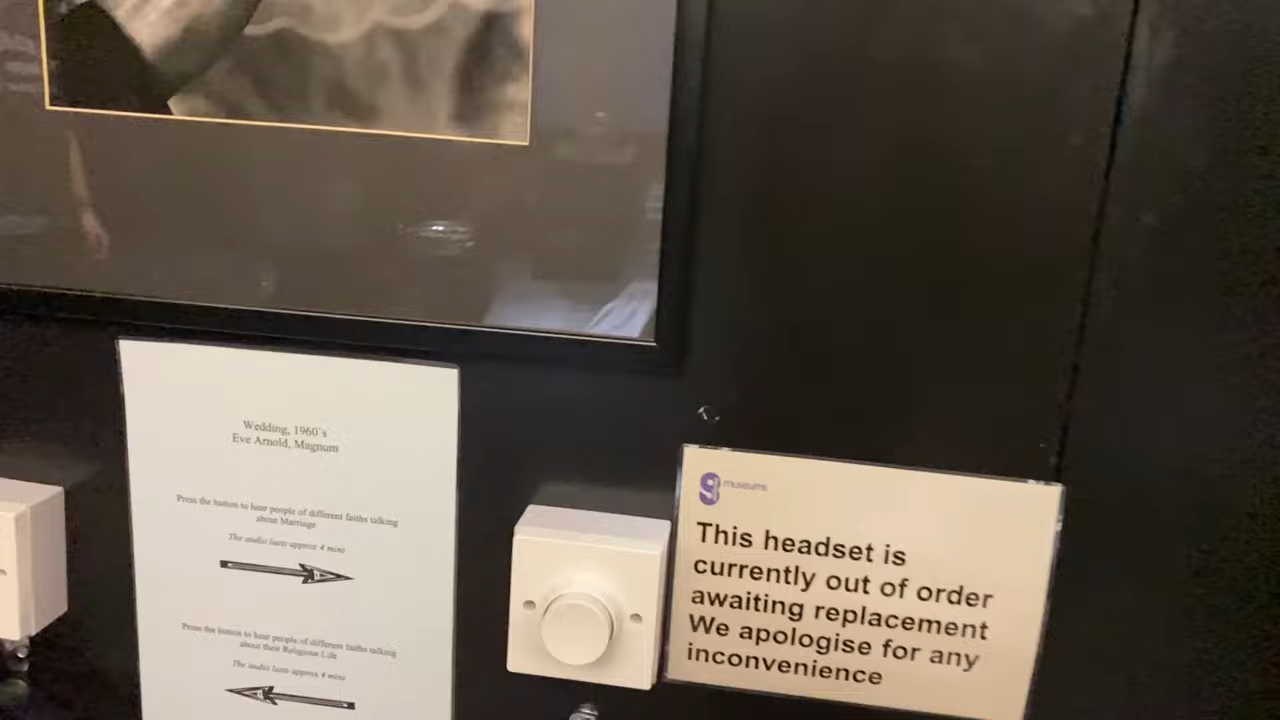 Wedding, 1960's
Eve Arnold, Magnum
Press the button to hear people of different faiths talking
about Marriage
The audio lasts approx 4 mins
Press the button to hear people of different faiths talking
about their Religious Life
The audio lasts approx 4 mins
museums
This headset is
currently out of order
awaiting replacement
We apologise for any
inconvenience